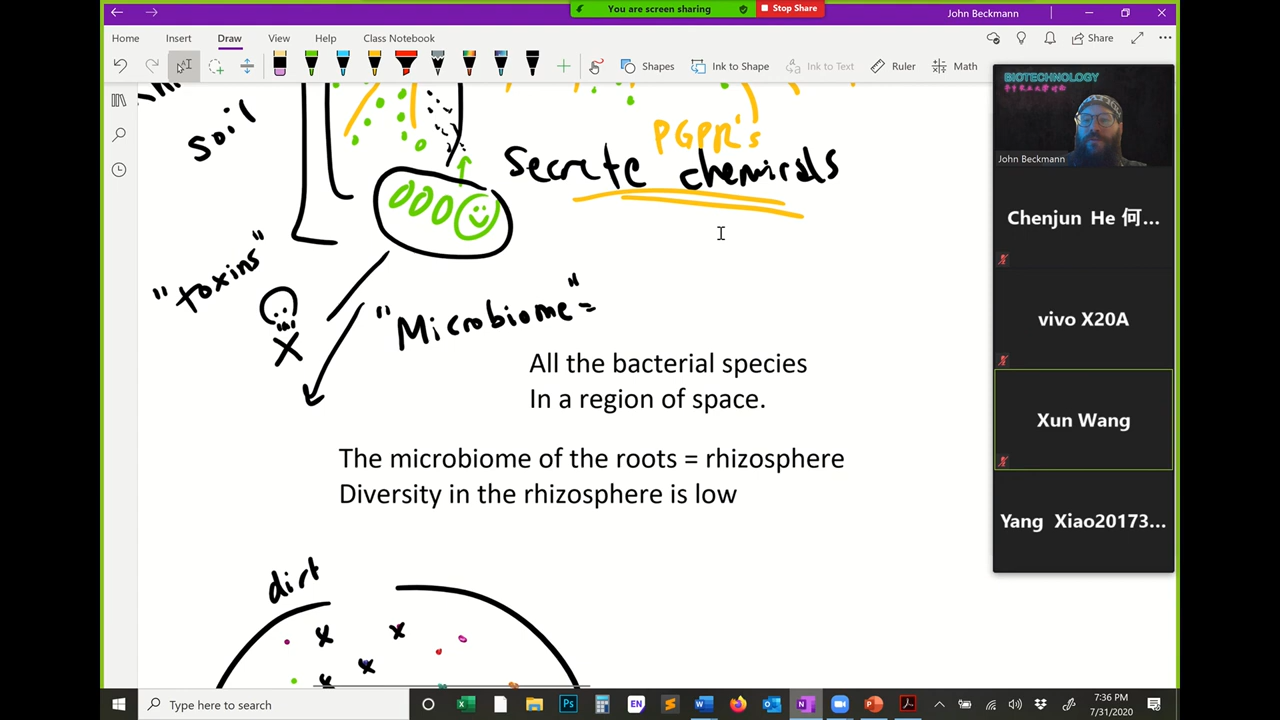 You are screen sharing
Stop Share
John Beckmann
Home Insert Draw View Help Class Notebook
Share
Shapes Ink to Shape Ink to Text Ruler Math
soil
PGPR's
Secrete chemicals
"toxins"
"Microbiome"=
All the bacterial species
In a region of space.
The microbiome of the roots = rhizosphere
Diversity in the rhizosphere is low
dirt
BIOTECHNOLOGY
John Beckmann
Chenjun He 何...
vivo X20A
Xun Wang
Yang Xiao20173...
Type here to search
EN
7:36 PM
7/31/2020